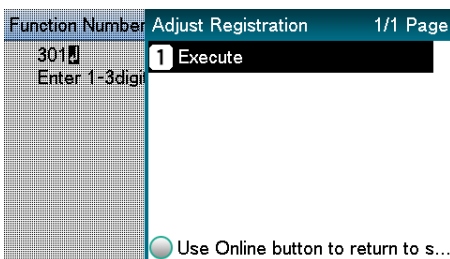 Function Number
301
Enter 1-3digi
Adjust Registration 1/1 Page
1 Execute
Use Online button to return to s...